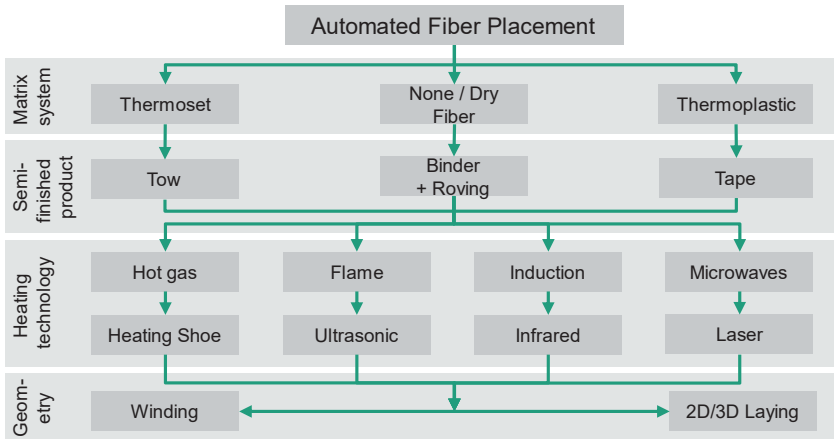 Automated Fiber Placement
Matrix
system
Thermoset
None / Dry
Fiber
Thermoplastic
Semi-
finished
product
Tow
Binder
+ Roving
Tape
Heating
technology
Hot gas
Flame
Induction
Microwaves
Heating Shoe
Ultrasonic
Infrared
Laser
Geom-
etry
Winding
2D/3D Laying